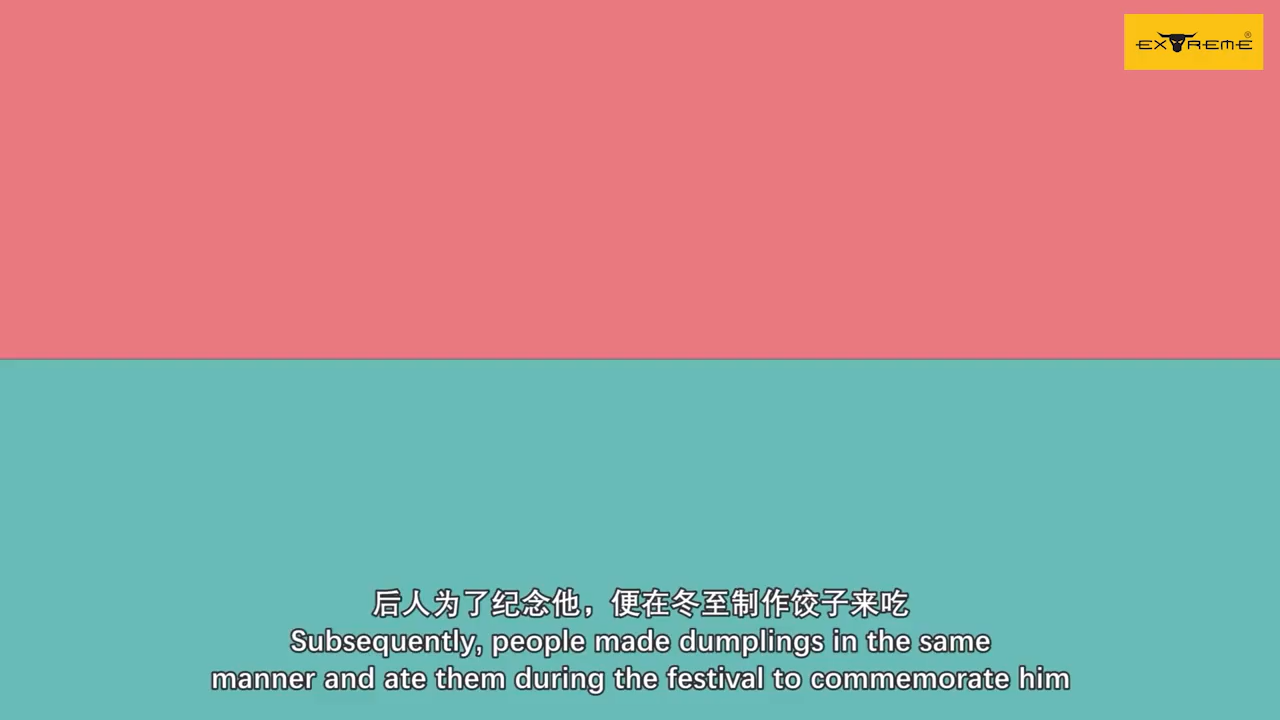 EXTREME®
后人为了纪念他，便在冬至制作饺子来吃
Subsequently, people made dumplings in the same
manner and ate them during the festival to commemorate him